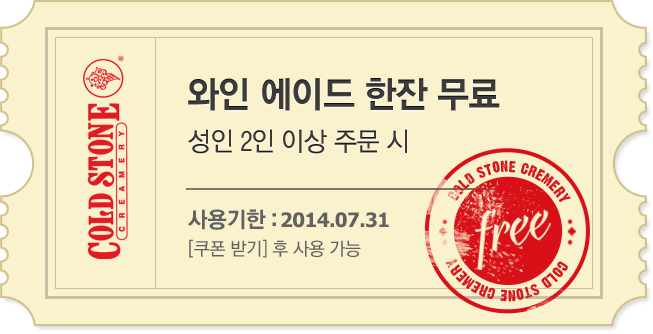 COLD STONE
CREAMERY
®
와인 에이드 한잔 무료
성인 2인 이상 주문 시
사용기한 : 2014.07.31
[쿠폰 받기] 후 사용 가능
COLD STONE CREMERY
free
COLD STONE CREMERY